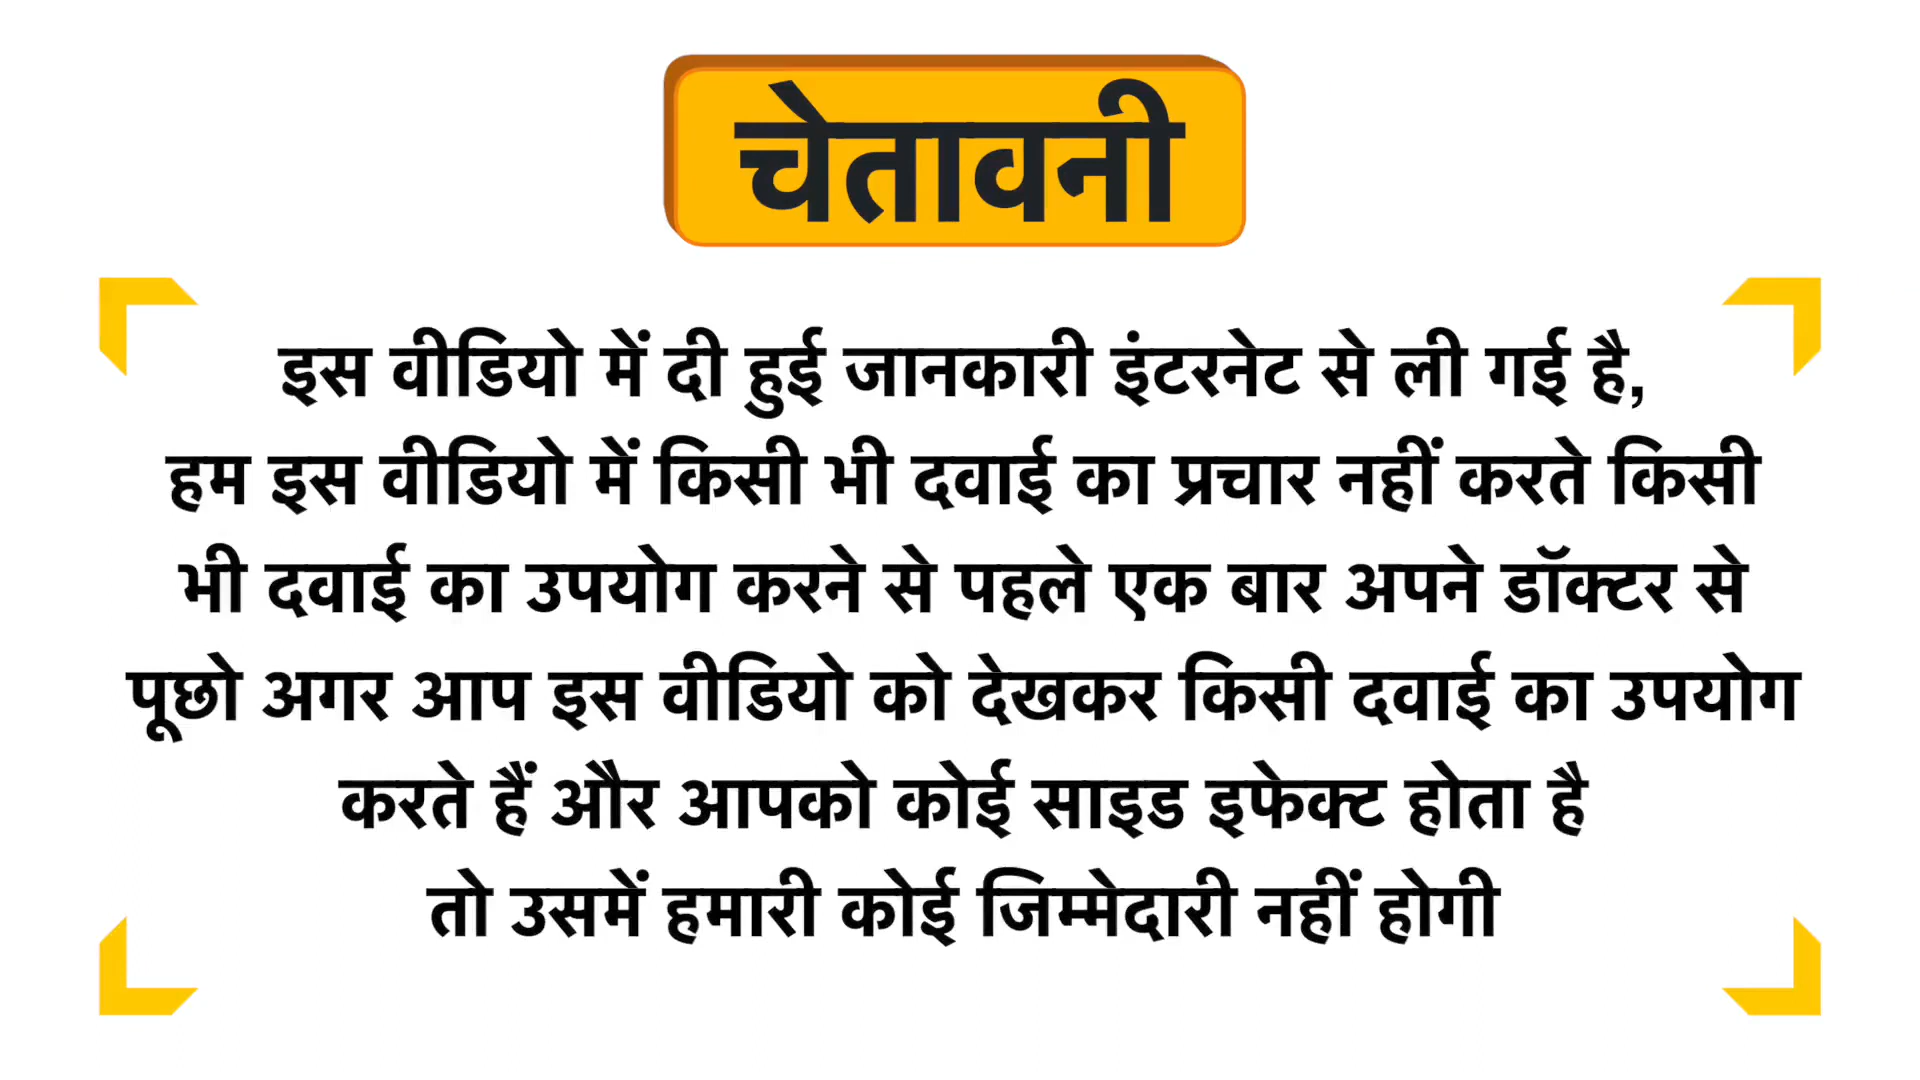 चेतावनी
इस वीडियो में दी हुई जानकारी इंटरनेट से ली गई है,
हम इस वीडियो में किसी भी दवाई का प्रचार नहीं करते किसी
भी दवाई का उपयोग करने से पहले एक बार अपने डॉक्टर से
पूछो अगर आप इस वीडियो को देखकर किसी दवाई का उपयोग
करते हैं और आपको कोई साइड इफेक्ट होता है
तो उसमें हमारी कोई जिम्मेदारी नहीं होगी